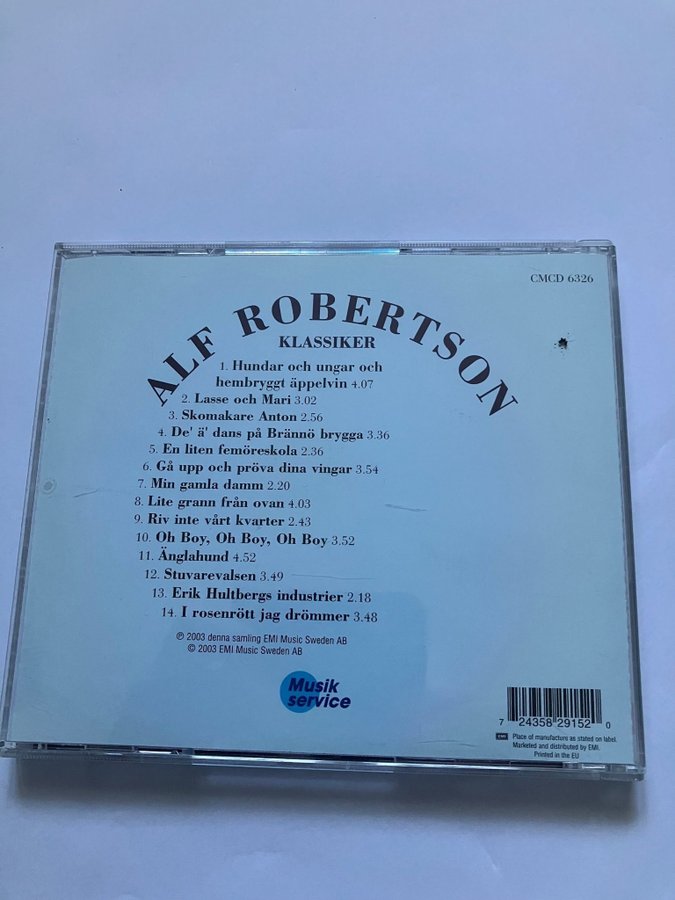 CMCD 6326
ALF ROBERTSON
KLASSIKER
1. Hundar och ungar och
hembryggt äppelvin 4.07
2. Lasse och Mari 3.02
3. Skomakare Anton 2.56
4. De' ä' dans på Brännö brygga 3.36
5. En liten femöreskola 2.36
6. Gå upp och pröva dina vingar 3.54
7. Min gamla damm 2.20
8. Lite grann från ovan 4.03
9. Riv inte vårt kvarter 2.43
10. Oh Boy, Oh Boy, Oh Boy 3.52
11. Änglahund 4.52
12. Stuvarevalsen 3.49
13. Erik Hultbergs industrier 2.18
14. I rosenrött jag drömmer 3.48
℗ 2003 denna samling EMI Music Sweden AB
© 2003 EMI Music Sweden AB
Musik
service
7 24358 29152 0
EMI Place of manufacture as stated on label.
Marketed and distributed by EMI.
Printed in the EU